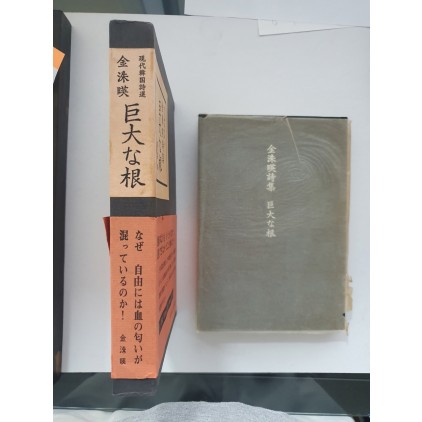 現代韓国詩選
金洙暎
巨大な根
なぜ 自由には血の匂いが
混っているのか!
金洙暎
金洙暎詩集 巨大な根